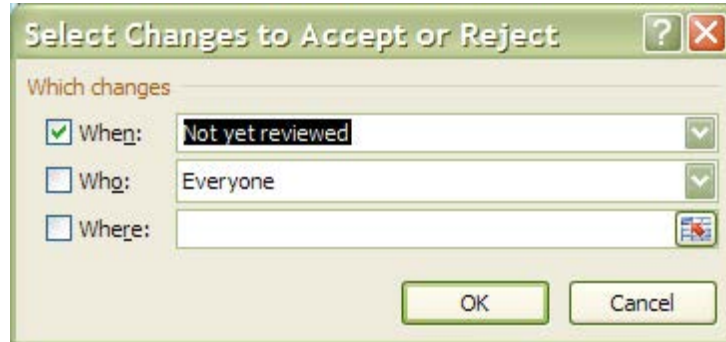 Select Changes to Accept or Reject ?
Which changes
When: Not yet reviewed
Who: Everyone
Where:
OK Cancel